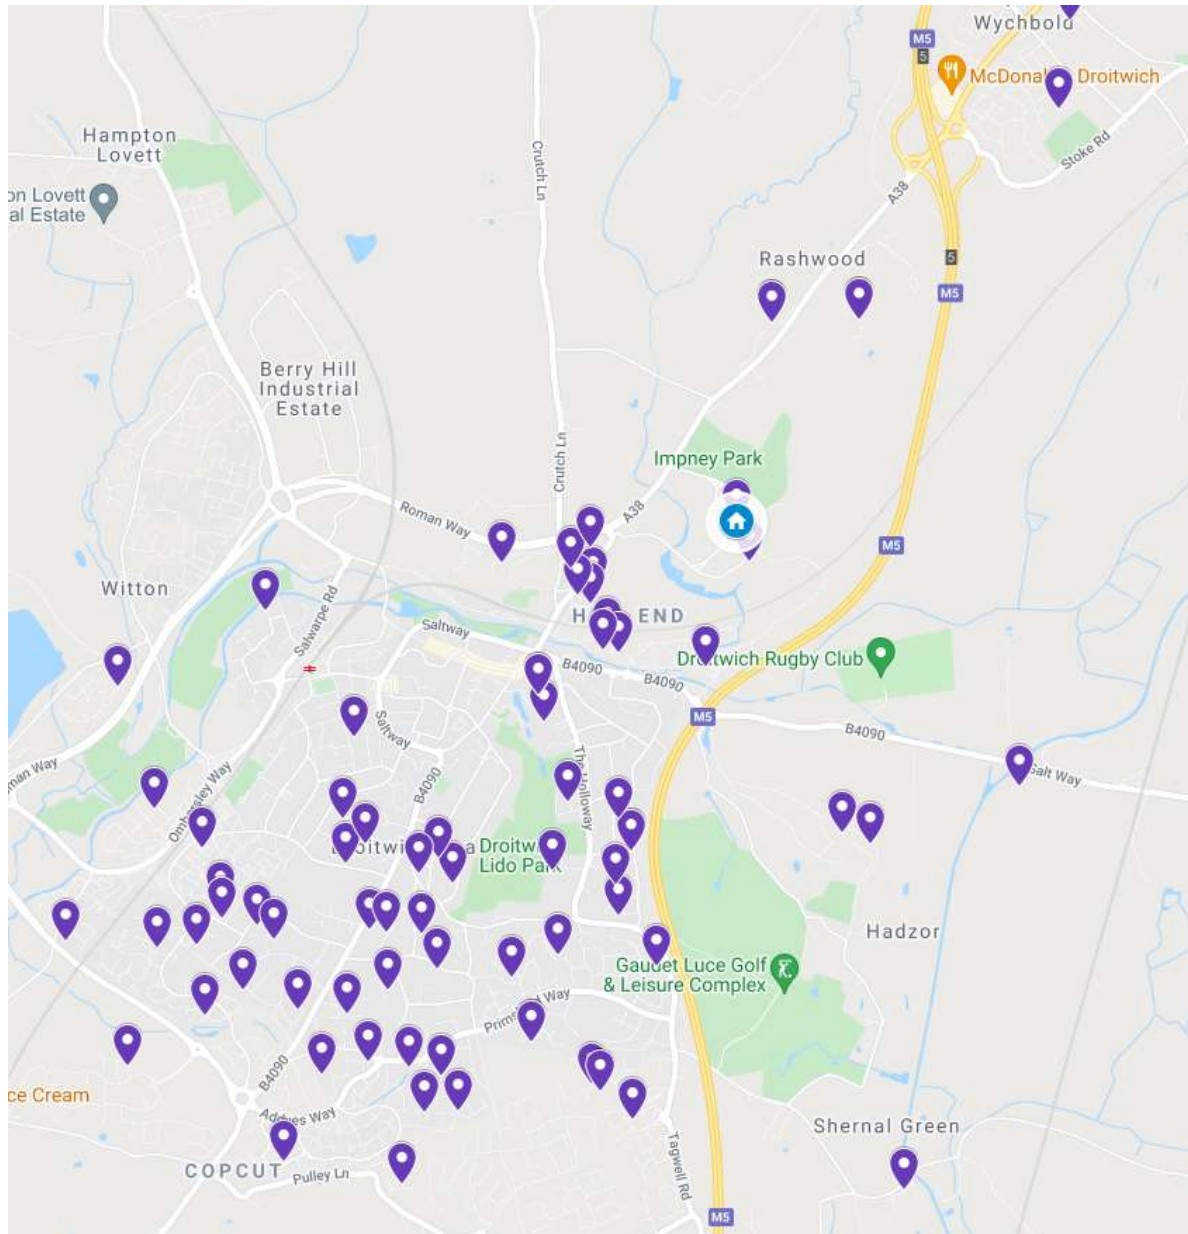 Wychbold
M5
5
McDonal Droitwich
Hampton
Lovett
Stoke Rd
Crutch Ln
on Lovett
al Estate
A38
Rashwood
5
M5
Berry Hill
Industrial
Estate
Impney Park
Crutch Ln
Roman Way
A38
M5
Witton
Salwarpe Rd
END
Saltway
B4090
B4090
Droitwich Rugby Club
M5
Saltway
B4090
The Holloway
Salt Way
man Way
B4090
Ombersley Way
Droitw
Lido Park
Hadzor
Gaudet Luce Golf
& Leisure Complex
Way
B4090
ce Cream
Addyes Way
Shernal Green
COPCUT
Pulley Ln
Tagwell Rd
M5